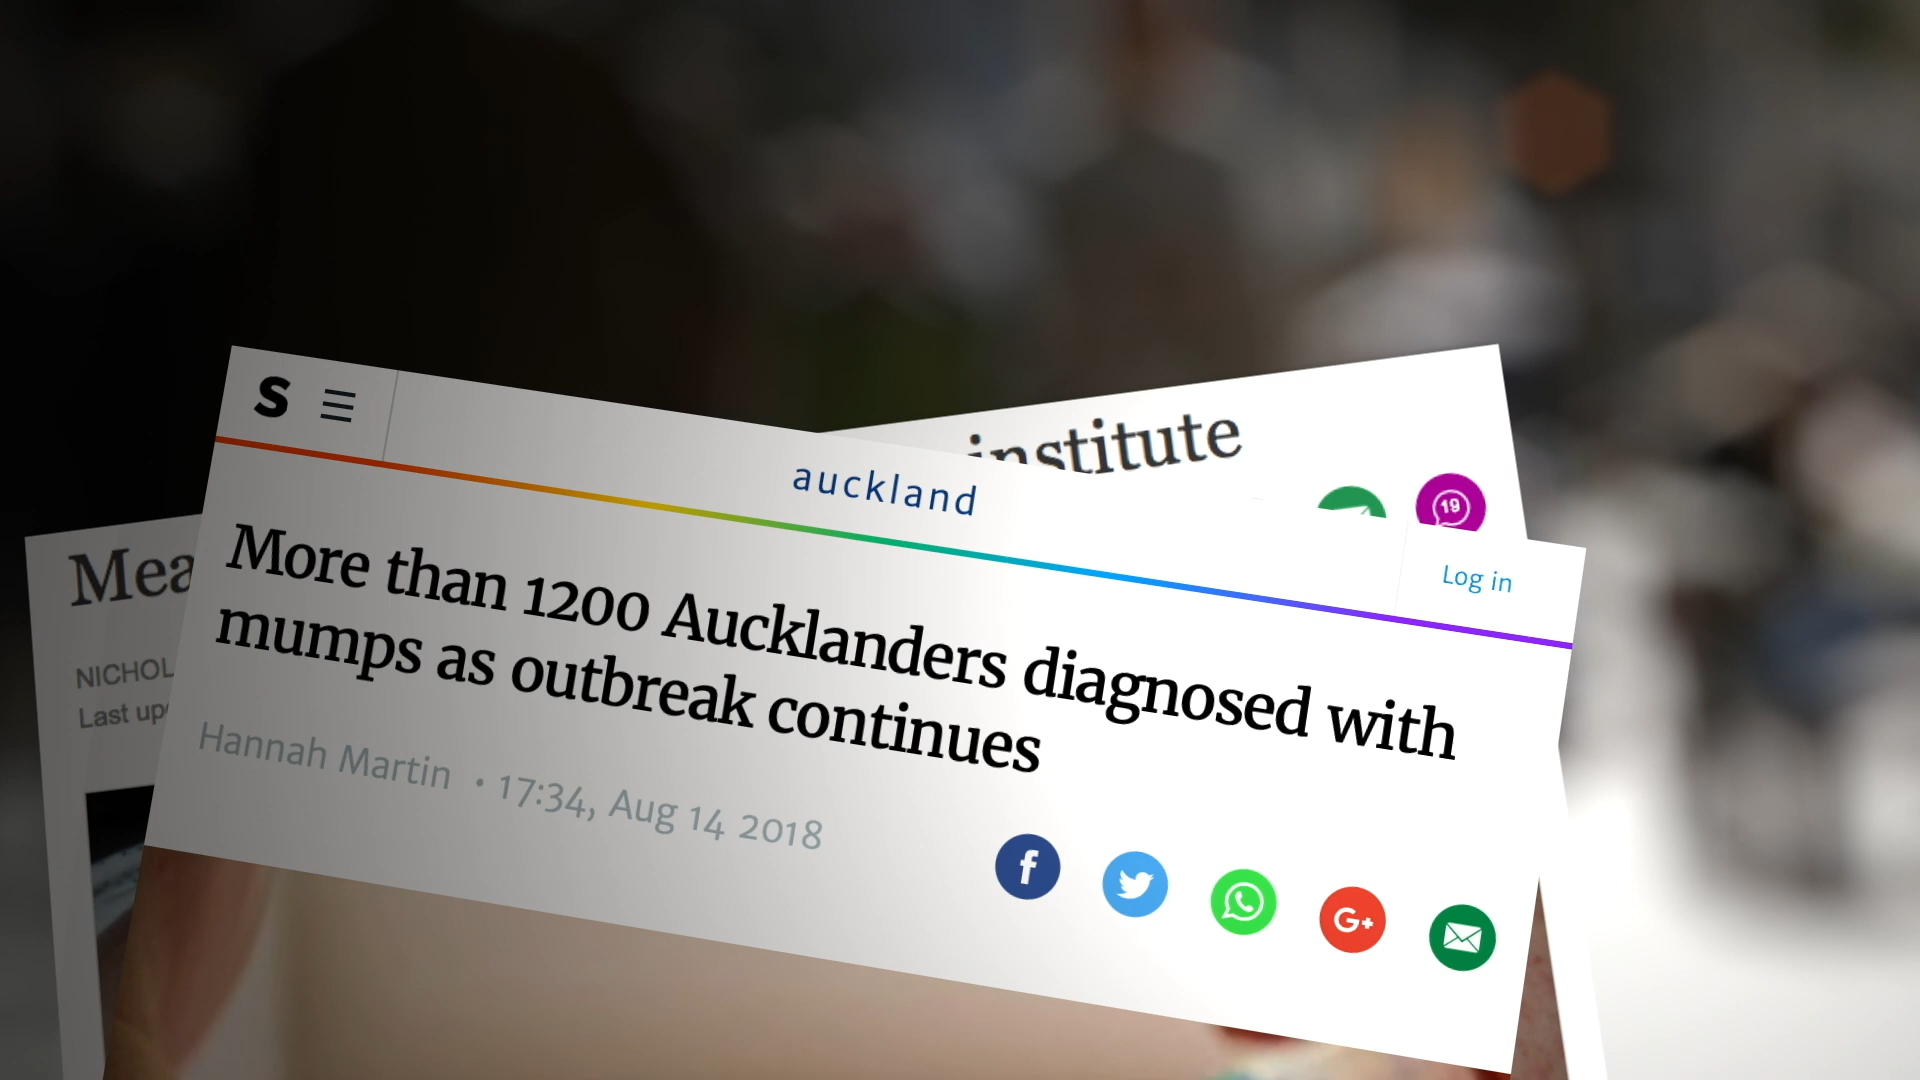 institute
19
S
auckland
Log in
Mea
More than 1200 Aucklanders diagnosed with
mumps as outbreak continues
NICHOL
Last up
Hannah Martin • 17:34, Aug 14 2018
f
G+